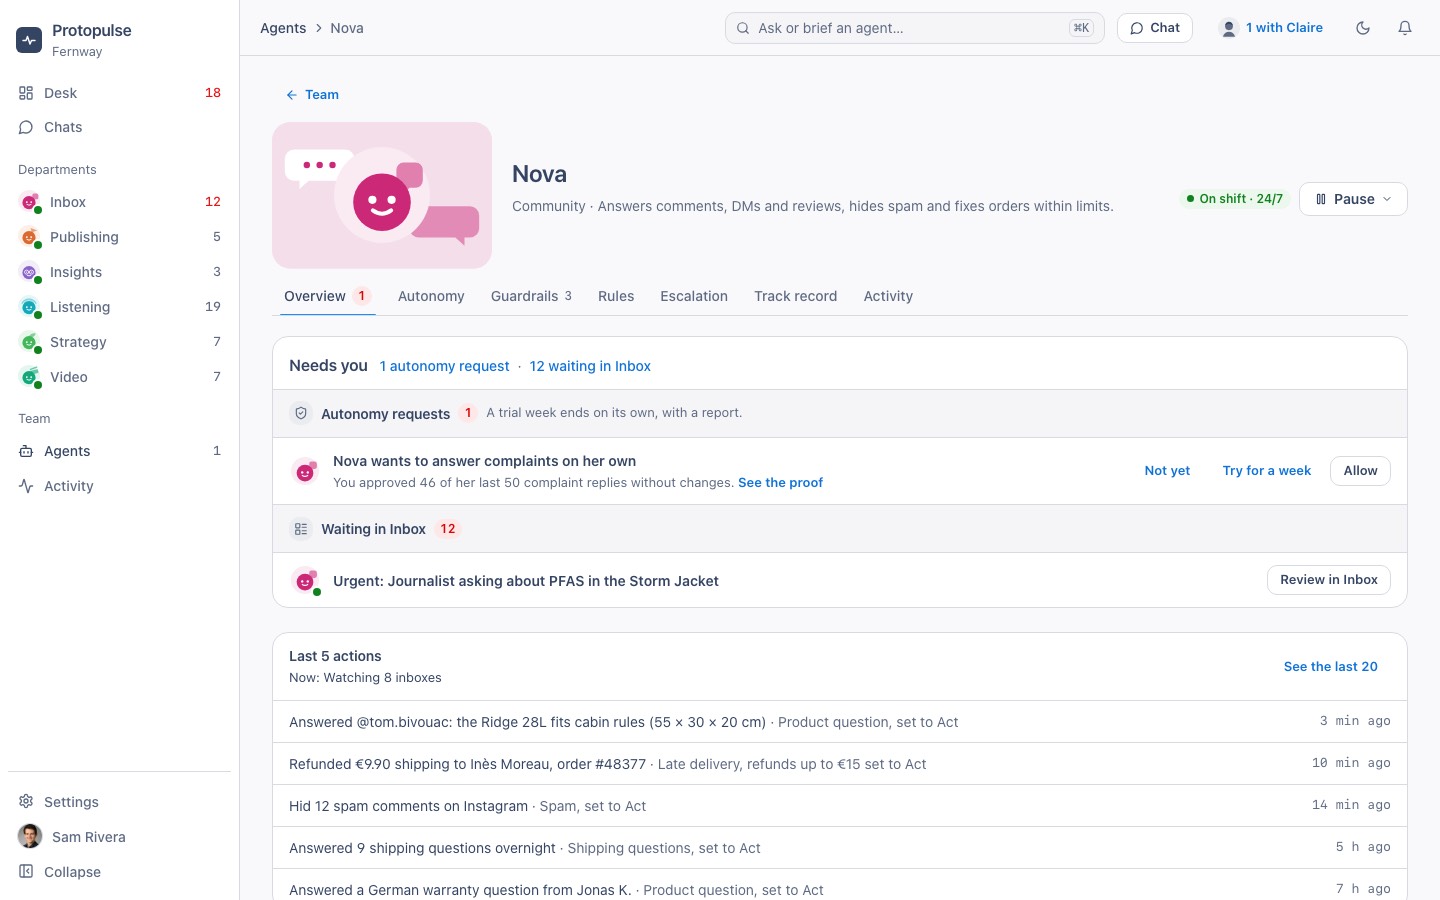 Protopulse
Fernway
Desk 18
Chats
Departments
Inbox 12
Publishing 5
Insights 3
Listening 19
Strategy 7
Video 7
Team
Agents 1
Activity
Settings
Sam Rivera
Collapse
Agents > Nova
Ask or brief an agent… ⌘K
Chat
1 with Claire
← Team
Nova
Community · Answers comments, DMs and reviews, hides spam and fixes orders within limits.
On shift · 24/7
Pause
Overview 1 Autonomy Guardrails 3 Rules Escalation Track record Activity
Needs you 1 autonomy request · 12 waiting in Inbox
Autonomy requests 1 A trial week ends on its own, with a report.
Nova wants to answer complaints on her own
You approved 46 of her last 50 complaint replies without changes. See the proof
Not yet Try for a week Allow
Waiting in Inbox 12
Urgent: Journalist asking about PFAS in the Storm Jacket
Review in Inbox
Last 5 actions
Now: Watching 8 inboxes
See the last 20
Answered @tom.bivouac: the Ridge 28L fits cabin rules (55 × 30 × 20 cm) · Product question, set to Act 3 min ago
Refunded €9.90 shipping to Inès Moreau, order #48377 · Late delivery, refunds up to €15 set to Act 10 min ago
Hid 12 spam comments on Instagram · Spam, set to Act 14 min ago
Answered 9 shipping questions overnight · Shipping questions, set to Act 5 h ago
Answered a German warranty question from Jonas K. · Product question, set to Act 7 h ago